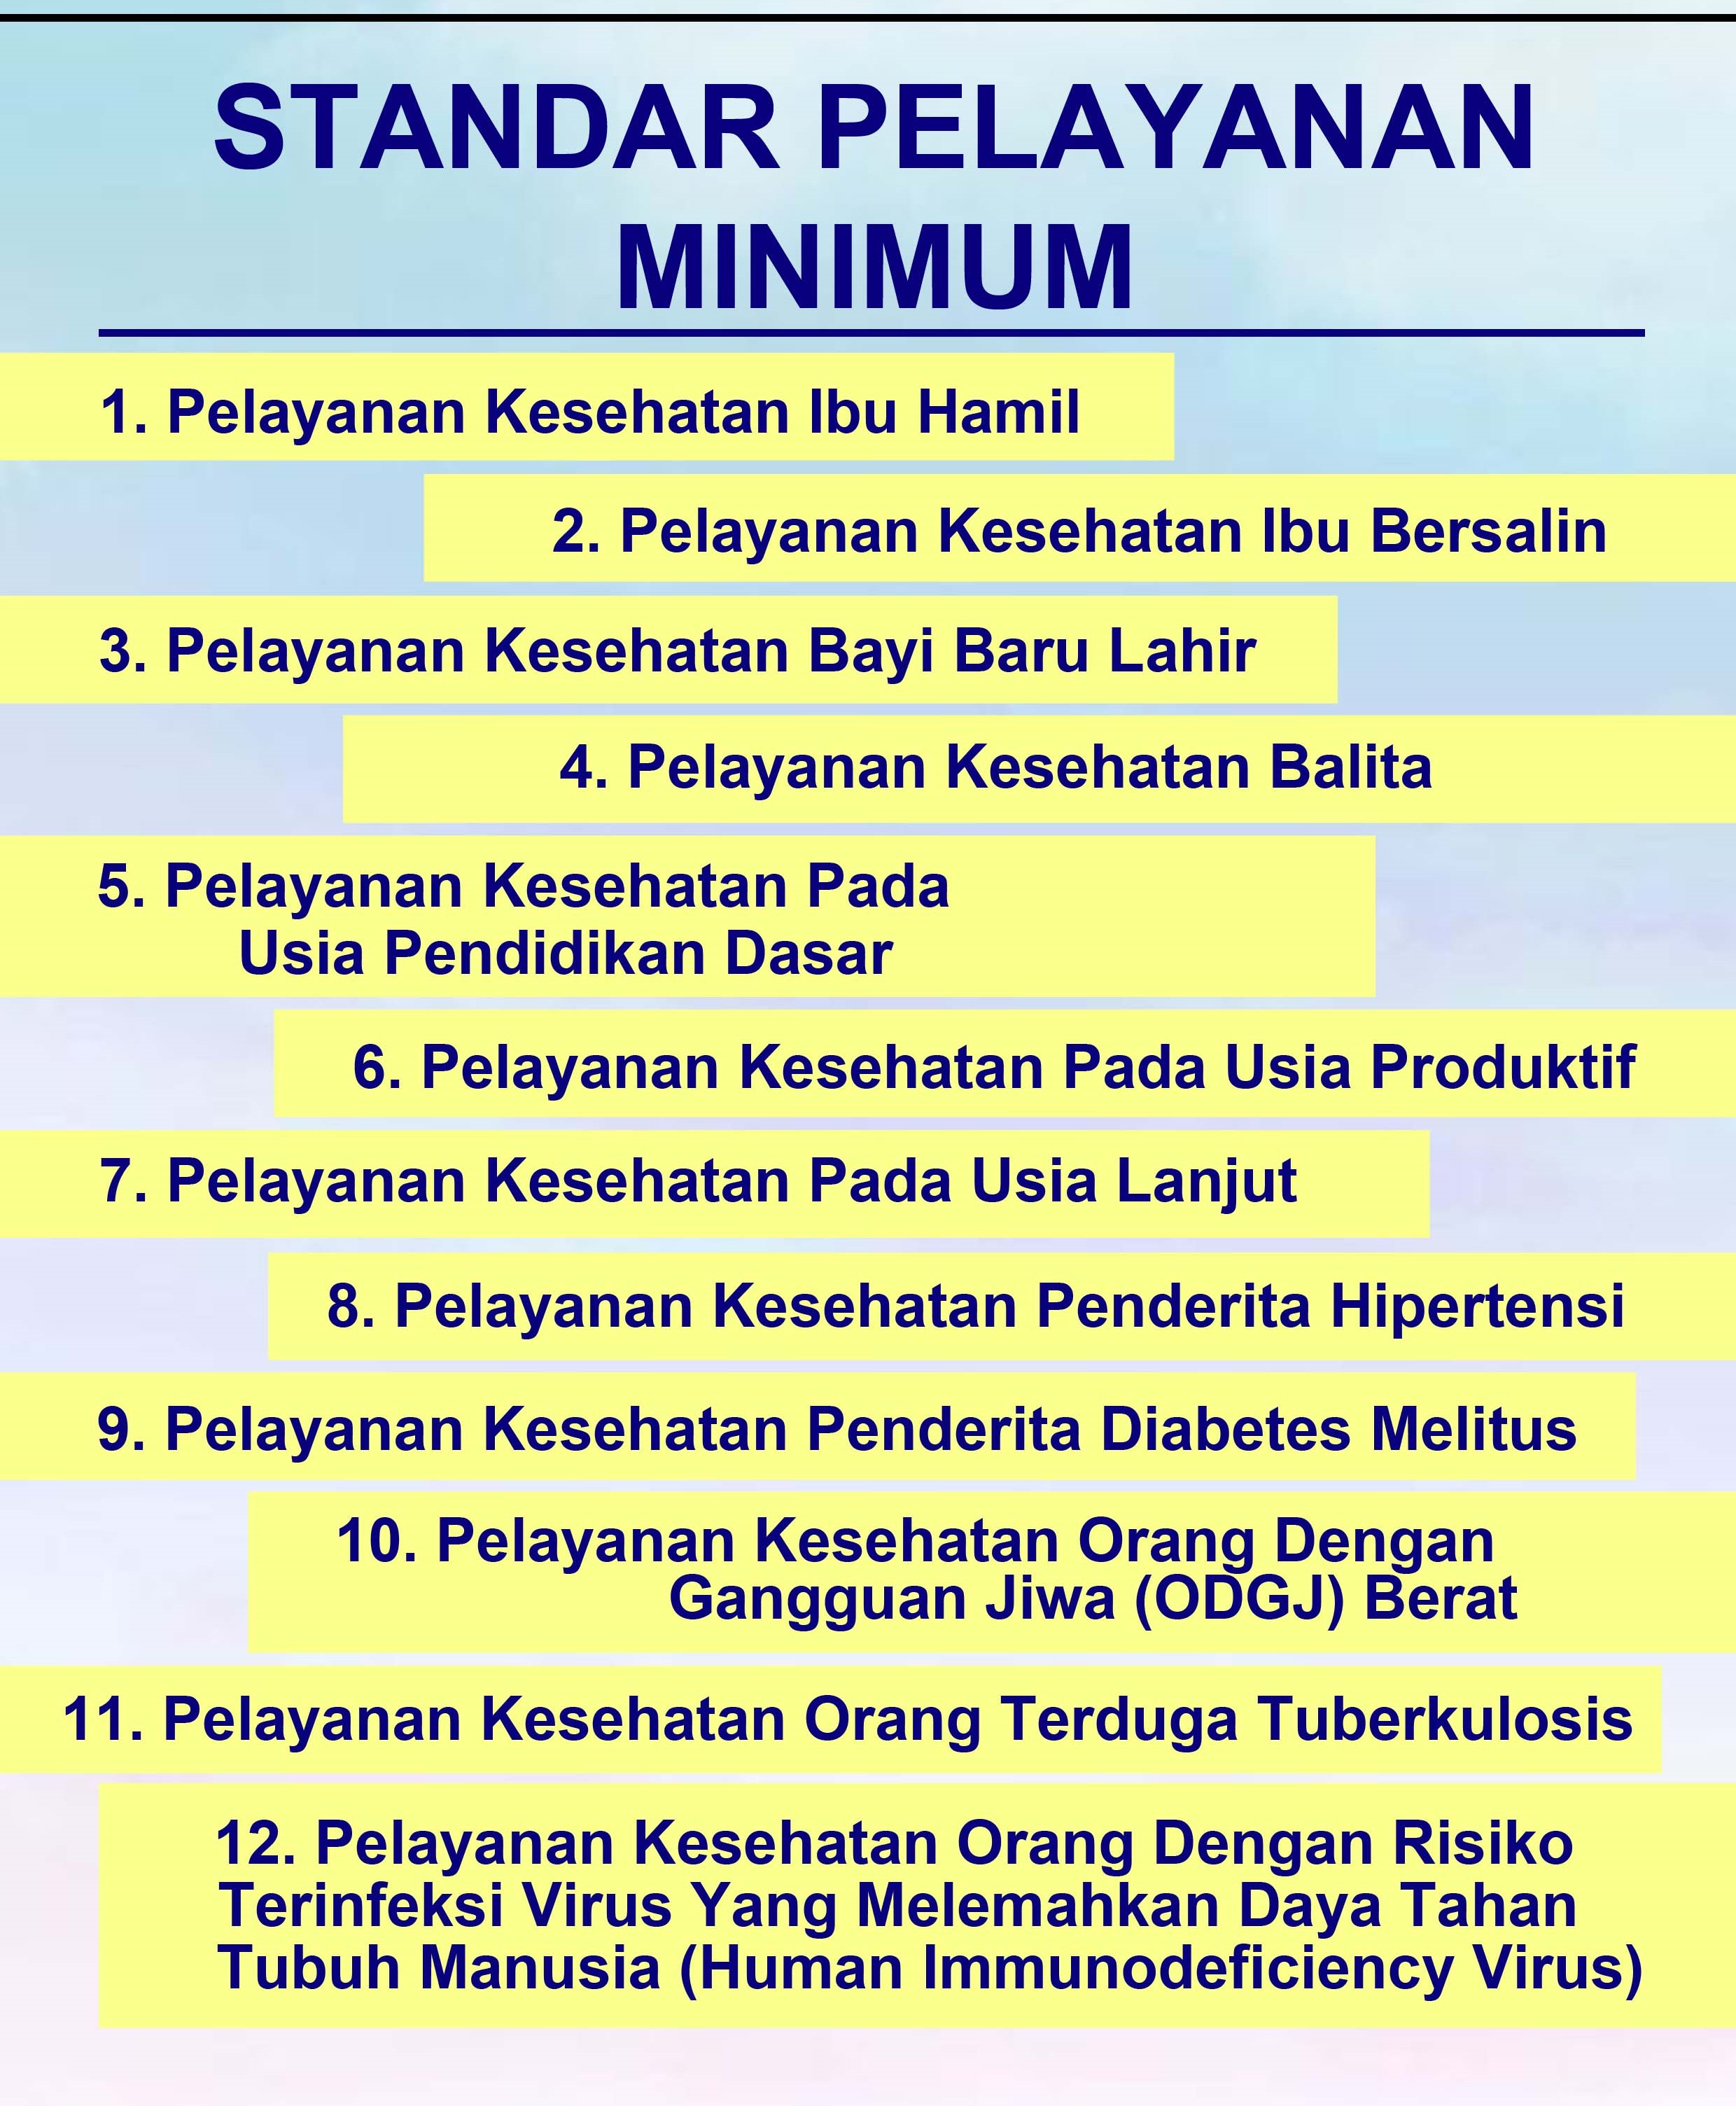 STANDAR PELAYANAN
MINIMUM
1. Pelayanan Kesehatan Ibu Hamil
2. Pelayanan Kesehatan Ibu Bersalin
3. Pelayanan Kesehatan Bayi Baru Lahir
4. Pelayanan Kesehatan Balita
5. Pelayanan Kesehatan Pada
Usia Pendidikan Dasar
6. Pelayanan Kesehatan Pada Usia Produktif
7. Pelayanan Kesehatan Pada Usia Lanjut
8. Pelayanan Kesehatan Penderita Hipertensi
9. Pelayanan Kesehatan Penderita Diabetes Melitus
10. Pelayanan Kesehatan Orang Dengan
Gangguan Jiwa (ODGJ) Berat
11. Pelayanan Kesehatan Orang Terduga Tuberkulosis
12. Pelayanan Kesehatan Orang Dengan Risiko
Terinfeksi Virus Yang Melemahkan Daya Tahan
Tubuh Manusia (Human Immunodeficiency Virus)